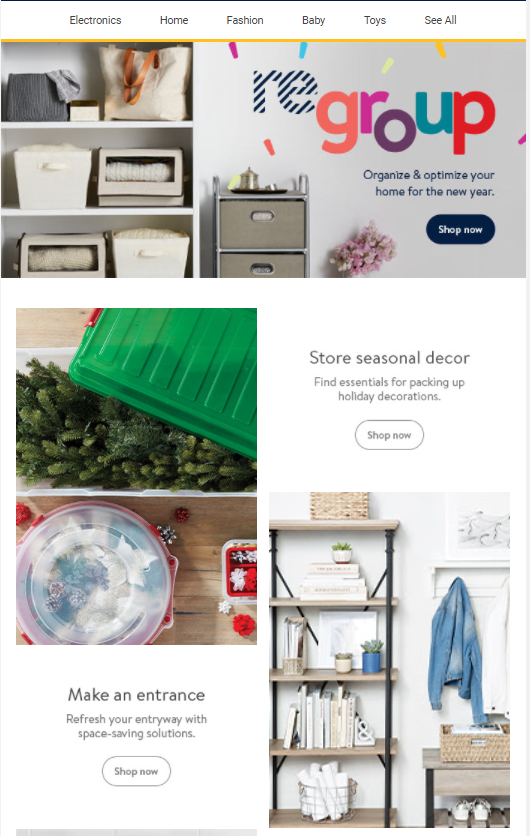 Electronics Home Fashion Baby Toys See All
regroup
Organize & optimize your
home for the new year.
Shop now
Store seasonal decor
Find essentials for packing up
holiday decorations.
Shop now
Make an entrance
Refresh your entryway with
space-saving solutions.
Shop now